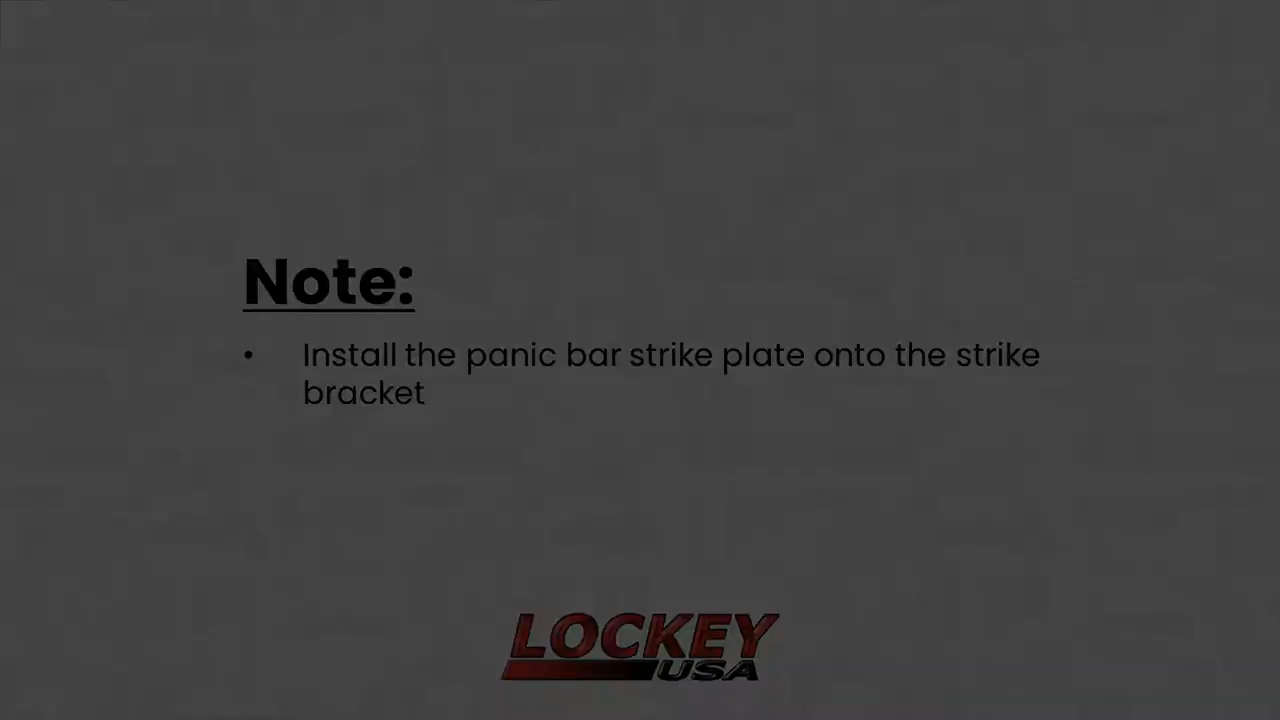 Note:
• Install the panic bar strike plate onto the strike
bracket
LOCKEY
USA